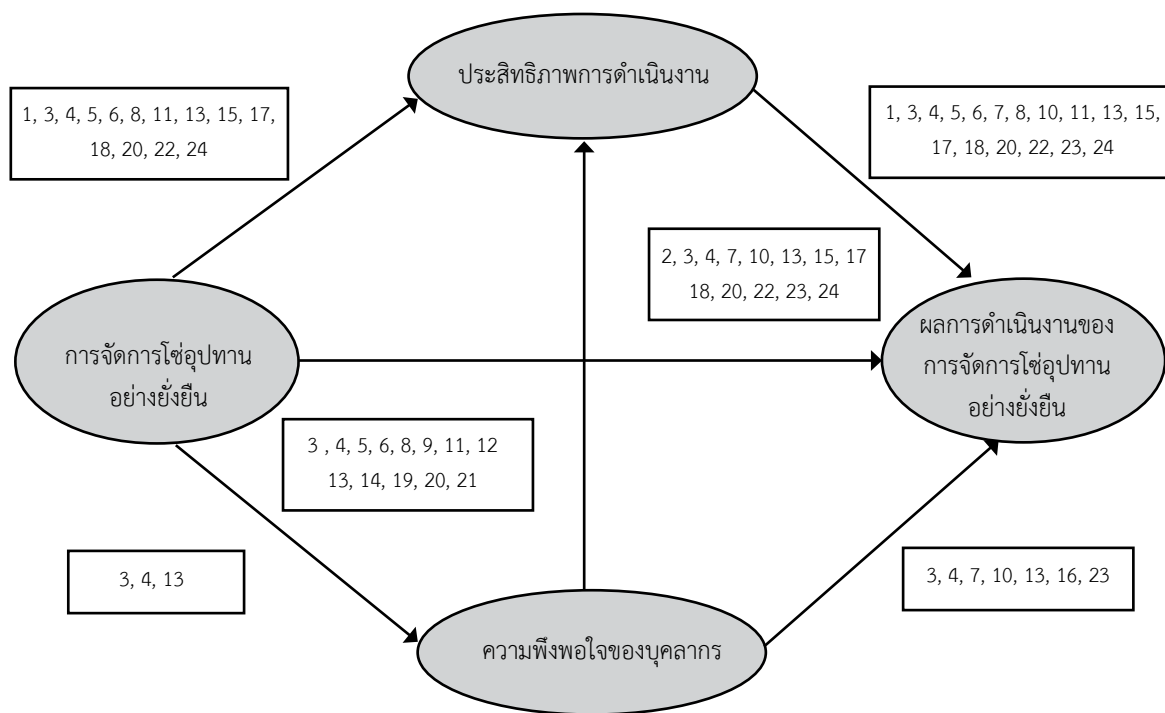 ประสิทธิภาพการดำเนินงาน
1, 3, 4, 5, 6, 8, 11, 13, 15, 17,
18, 20, 22, 24
1, 3, 4, 5, 6, 7, 8, 10, 11, 13, 15,
17, 18, 20, 22, 23, 24
2, 3, 4, 7, 10, 13, 15, 17
18, 20, 22, 23, 24
การจัดการโซ่อุปทาน
อย่างยั่งยืน
ผลการดำเนินงานของ
การจัดการโซ่อุปทาน
อย่างยั่งยืน
3 , 4, 5, 6, 8, 9, 11, 12
13, 14, 19, 20, 21
3, 4, 13
3, 4, 7, 10, 13, 16, 23
ความพึงพอใจของบุคลากร